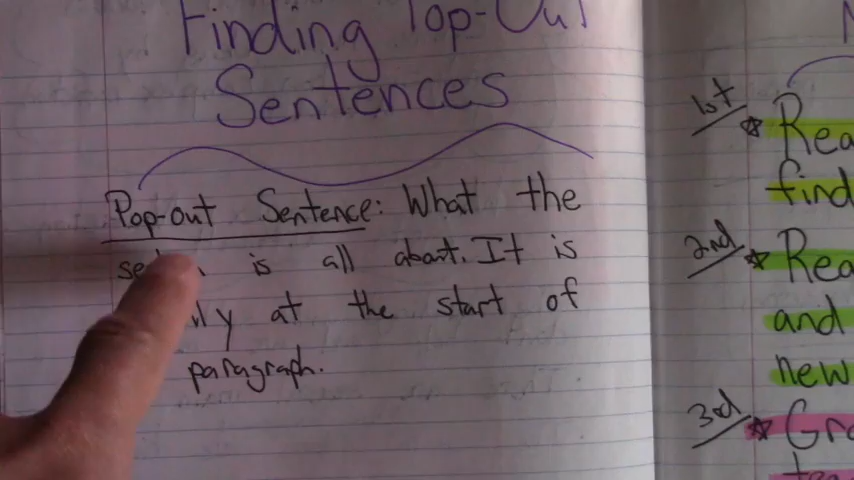 Finding Pop-Out
Sentences
Pop-out Sentence: What the
is all about. It is
at the start of
paragraph.
1st
Rea
find
2nd
Rea
and
new
3rd
Gra